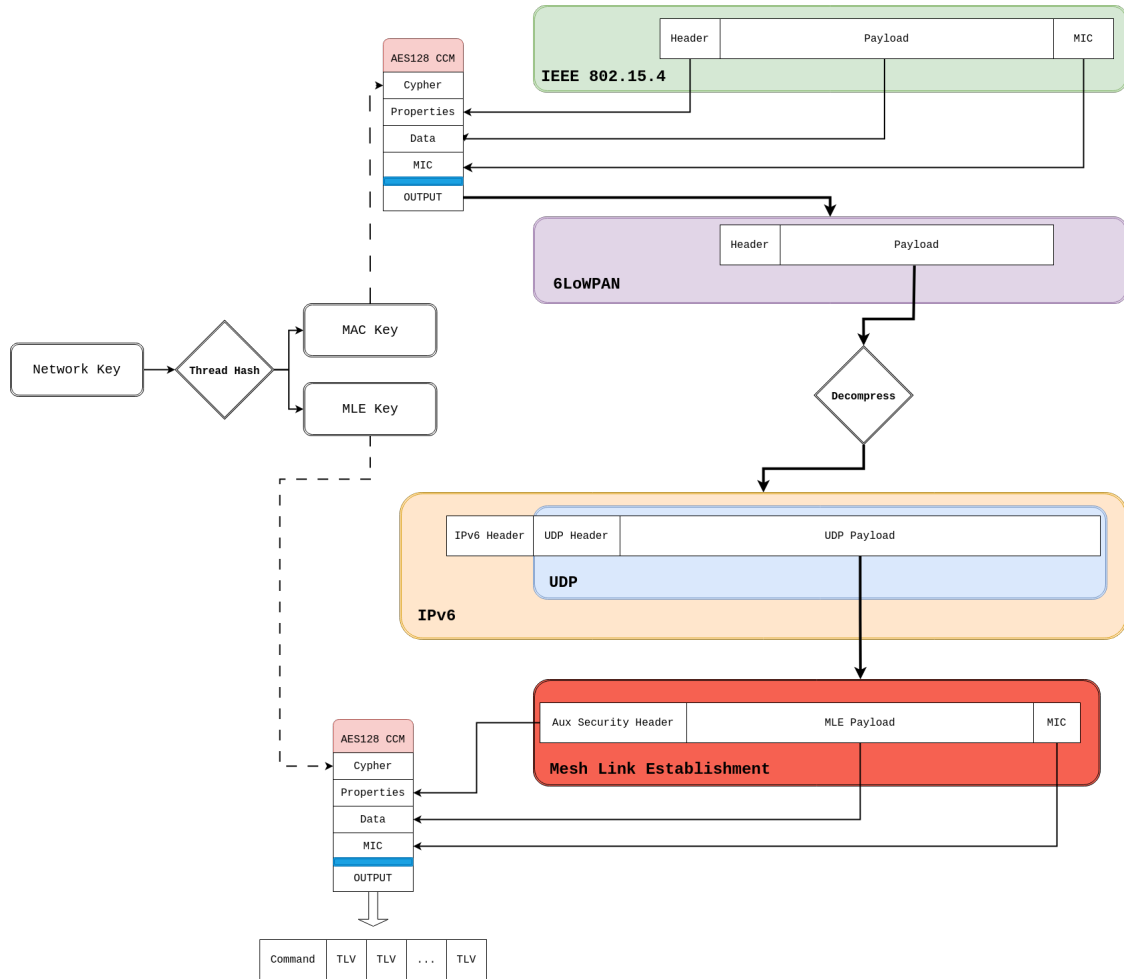 Header
Payload
MIC
IEEE 802.15.4
AES128 CCM
Cypher
Properties
Data
MIC
OUTPUT
Header
Payload
6LoWPAN
Network Key
Thread Hash
MAC Key
MLE Key
Decompress
IPv6 Header
UDP Header
UDP Payload
UDP
IPv6
Aux Security Header
MLE Payload
MIC
Mesh Link Establishment
AES128 CCM
Cypher
Properties
Data
MIC
OUTPUT
Command
TLV
TLV
...
TLV